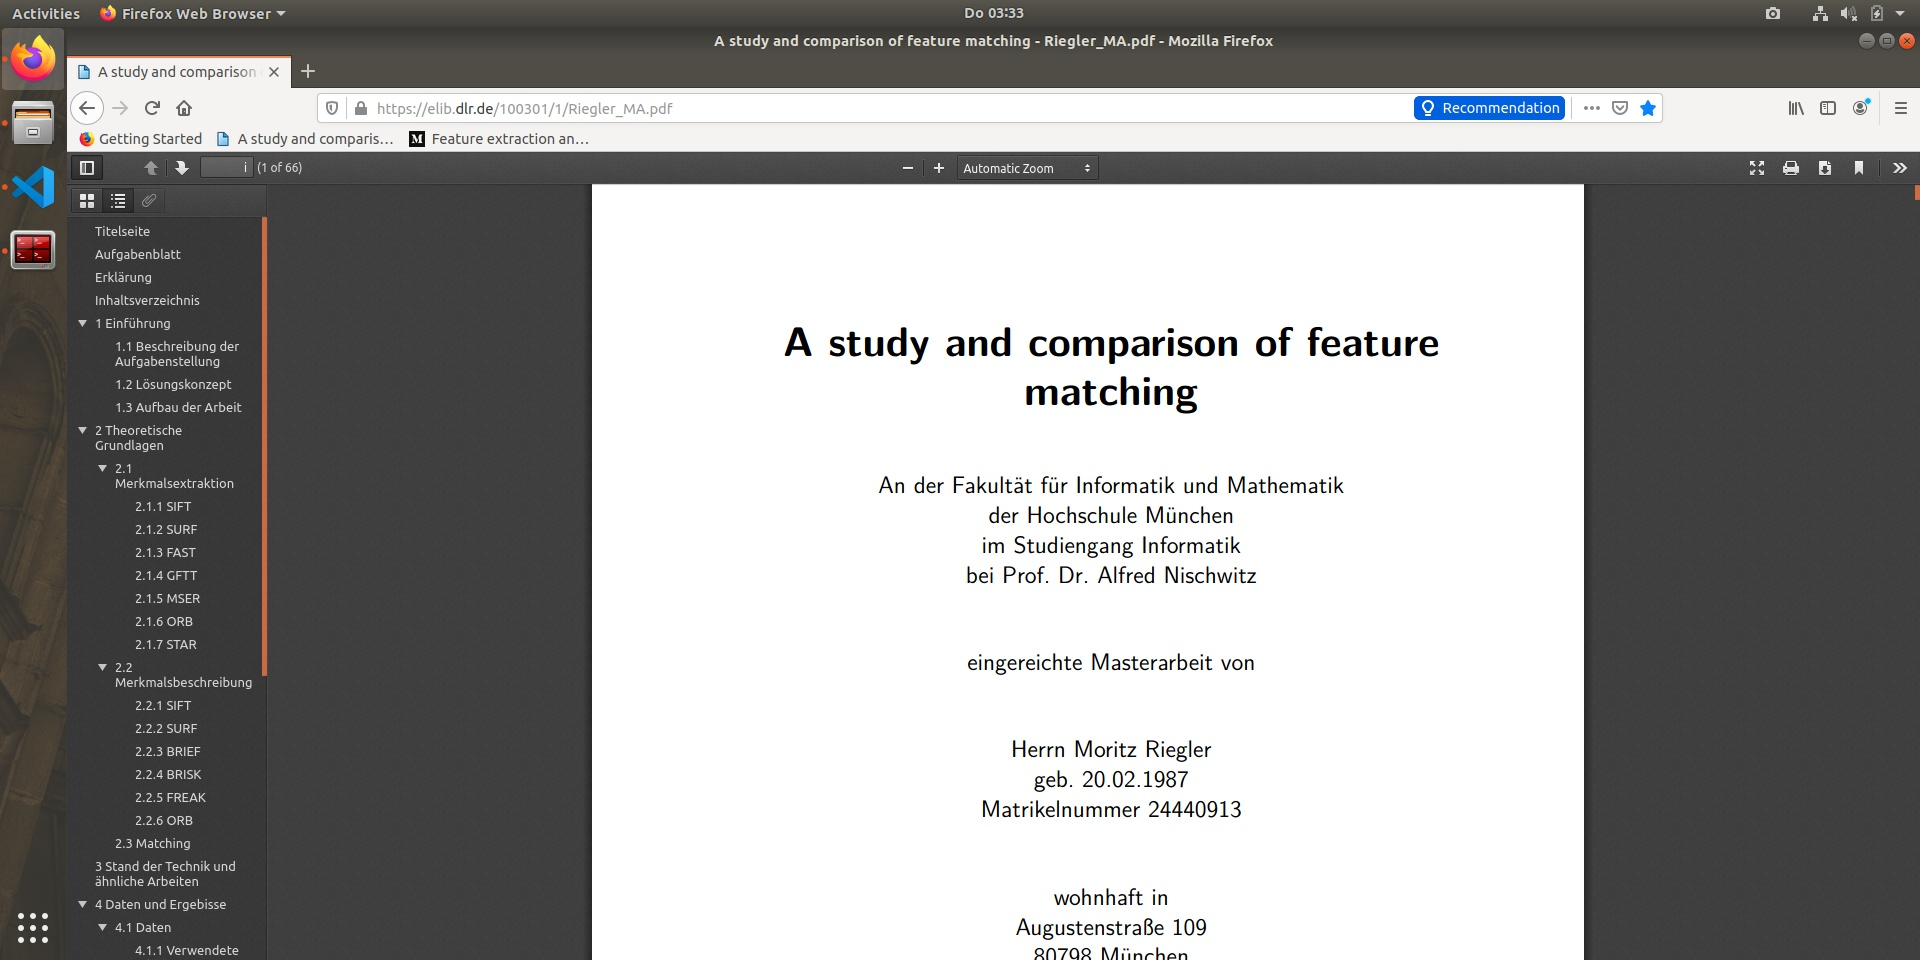 Activities
Firefox Web Browser
Do 03:33
A study and comparison of feature matching - Riegler_MA.pdf - Mozilla Firefox
A study and comparison
https://elib.dlr.de/100301/1/Riegler_MA.pdf
Recommendation
Getting Started
A study and comparis...
M
Feature extraction an...
i
(1 of 66)
Automatic Zoom
Titelseite
Aufgabenblatt
Erklärung
Inhaltsverzeichnis
1 Einführung
1.1 Beschreibung der
Aufgabenstellung
1.2 Lösungskonzept
1.3 Aufbau der Arbeit
2 Theoretische
Grundlagen
2.1
Merkmalsextraktion
2.1.1 SIFT
2.1.2 SURF
2.1.3 FAST
2.1.4 GFTT
2.1.5 MSER
2.1.6 ORB
2.1.7 STAR
2.2
Merkmalsbeschreibung
2.2.1 SIFT
2.2.2 SURF
2.2.3 BRIEF
2.2.4 BRISK
2.2.5 FREAK
2.2.6 ORB
2.3 Matching
3 Stand der Technik und
ähnliche Arbeiten
4 Daten und Ergebisse
4.1 Daten
4.1.1 Verwendete
A study and comparison of feature
matching
An der Fakultät für Informatik und Mathematik
der Hochschule München
im Studiengang Informatik
bei Prof. Dr. Alfred Nischwitz
eingereichte Masterarbeit von
Herrn Moritz Riegler
geb. 20.02.1987
Matrikelnummer 24440913
wohnhaft in
Augustenstraße 109
80798 München